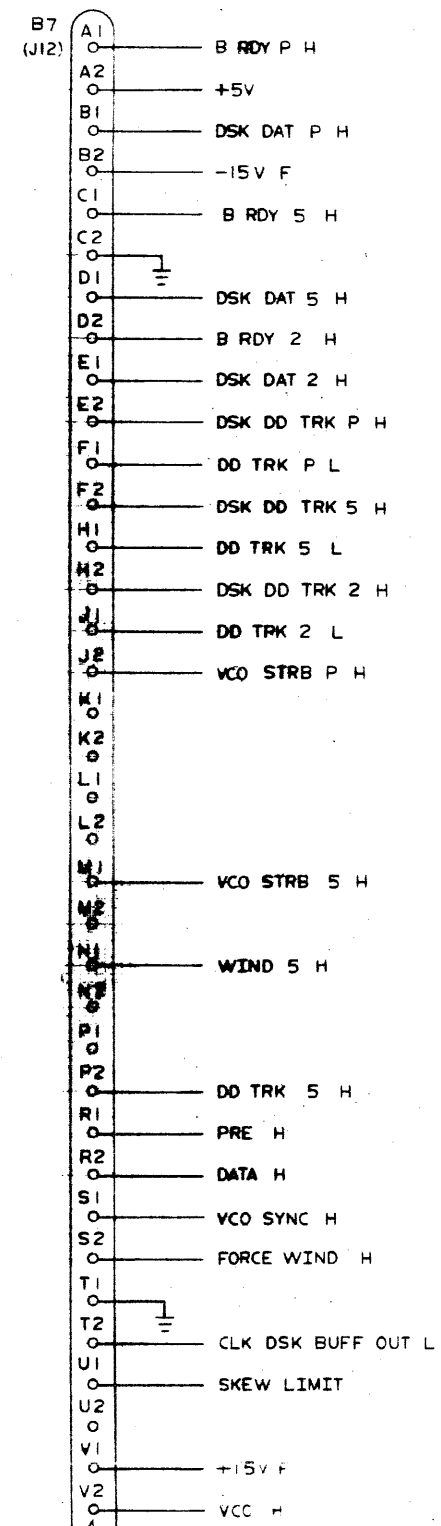 B7
(J12)
A1 B RDY P H
A2 +5V
B1 DSK DAT P H
B2 -15V F
C1 B RDY 5 H
C2
D1 DSK DAT 5 H
D2 B RDY 2 H
E1 DSK DAT 2 H
E2 DSK DD TRK P H
F1 DD TRK P L
F2 DSK DD TRK 5 H
H1 DD TRK 5 L
H2 DSK DD TRK 2 H
J1 DD TRK 2 L
J2 VCO STRB P H
K1
K2
L1
L2
M1 VCO STRB 5 H
M2
N1 WIND 5 H
N2
P1
P2 DD TRK 5 H
R1 PRE H
R2 DATA H
S1 VCO SYNC H
S2 FORCE WIND H
T1
T2 CLK DSK BUFF OUT L
U1 SKEW LIMIT
U2
V1 +15V F
V2 VCC H